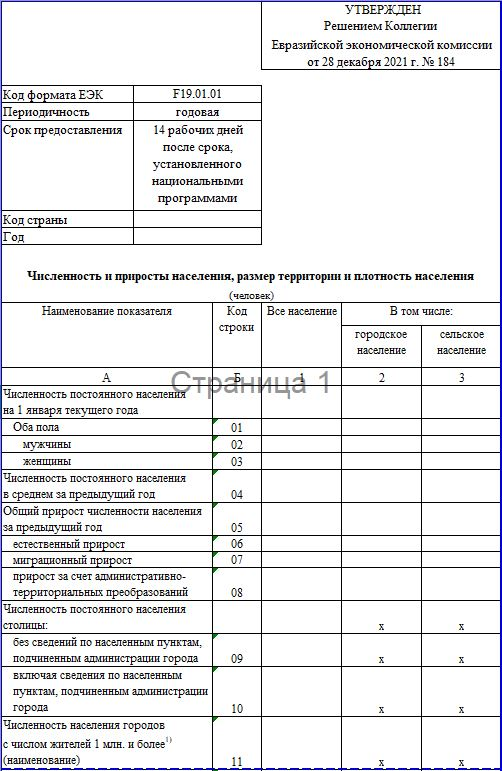 УТВЕРЖДЕН
Решением Коллегии
Евразийской экономической комиссии
от 28 декабря 2021 г. № 184
Код формата ЕЭК F19.01.01
Периодичность годовая
Срок предоставления 14 рабочих дней
после срока,
установленного
национальными
программами
Код страны
Год
Численность и приросты населения, размер территории и плотность населения
(человек)
Наименование показателя Код строки Все население В том числе:
городское население сельское население
А Б 1 2 3
Страница 1
Численность постоянного населения
на 1 января текущего года
Оба пола 01
мужчины 02
женщины 03
Численность постоянного населения
в среднем за предыдущий год 04
Общий прирост численности населения
за предыдущий год 05
естественный прирост 06
миграционный прирост 07
прирост за счет административно-
территориальных преобразований 08
Численность постоянного населения
столицы: x x
без сведений по населенным пунктам,
подчиненным администрации города 09 x x
включая сведения по населенным
пунктам, подчиненным администрации
города 10 x x
Численность населения городов
с числом жителей 1 млн. и более1)
(наименование) 11 x x